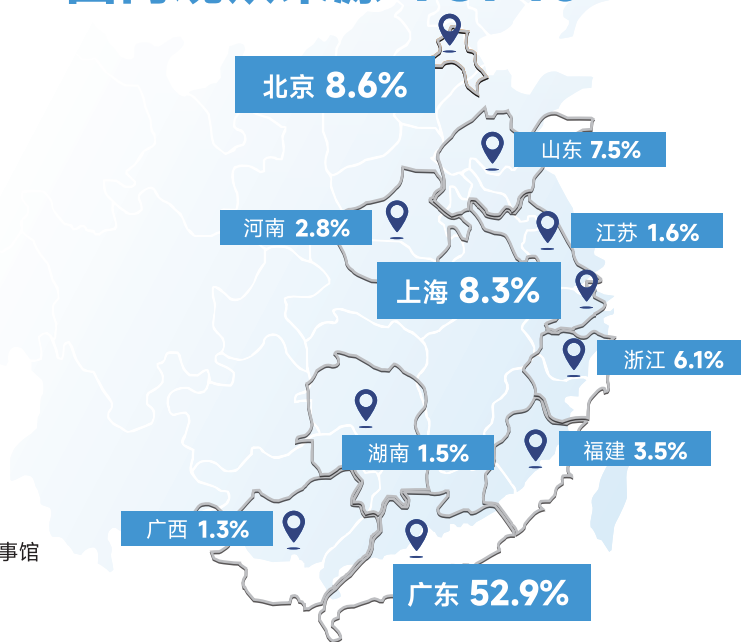 北京 8.6%
山东 7.5%
河南 2.8%
江苏 1.6%
上海 8.3%
浙江 6.1%
湖南 1.5%
福建 3.5%
广西 1.3%
事馆
广东 52.9%